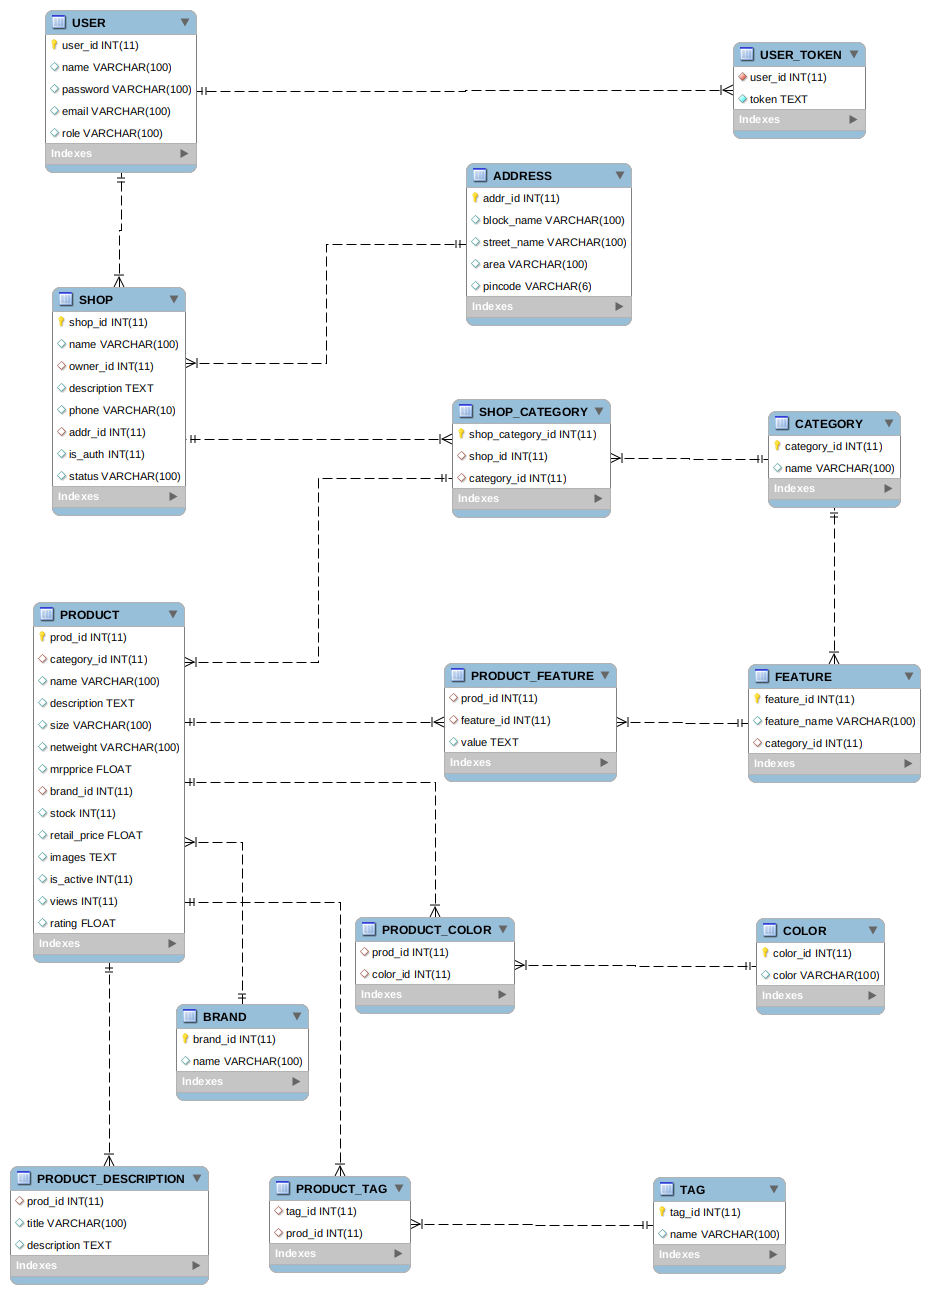 USER
user_id INT(11)
name VARCHAR(100)
password VARCHAR(100)
email VARCHAR(100)
role VARCHAR(100)
Indexes
USER_TOKEN
user_id INT(11)
token TEXT
Indexes
ADDRESS
addr_id INT(11)
block_name VARCHAR(100)
street_name VARCHAR(100)
area VARCHAR(100)
pincode VARCHAR(6)
Indexes
SHOP
shop_id INT(11)
name VARCHAR(100)
owner_id INT(11)
description TEXT
phone VARCHAR(10)
addr_id INT(11)
is_auth INT(11)
status VARCHAR(100)
Indexes
SHOP_CATEGORY
shop_category_id INT(11)
shop_id INT(11)
category_id INT(11)
Indexes
CATEGORY
category_id INT(11)
name VARCHAR(100)
Indexes
PRODUCT
prod_id INT(11)
category_id INT(11)
name VARCHAR(100)
description TEXT
size VARCHAR(100)
netweight VARCHAR(100)
mrpprice FLOAT
brand_id INT(11)
stock INT(11)
retail_price FLOAT
images TEXT
is_active INT(11)
views INT(11)
rating FLOAT
Indexes
PRODUCT_FEATURE
prod_id INT(11)
feature_id INT(11)
value TEXT
Indexes
FEATURE
feature_id INT(11)
feature_name VARCHAR(100)
category_id INT(11)
Indexes
PRODUCT_COLOR
prod_id INT(11)
color_id INT(11)
Indexes
COLOR
color_id INT(11)
color VARCHAR(100)
Indexes
BRAND
brand_id INT(11)
name VARCHAR(100)
Indexes
PRODUCT_DESCRIPTION
prod_id INT(11)
title VARCHAR(100)
description TEXT
Indexes
PRODUCT_TAG
tag_id INT(11)
prod_id INT(11)
Indexes
TAG
tag_id INT(11)
name VARCHAR(100)
Indexes